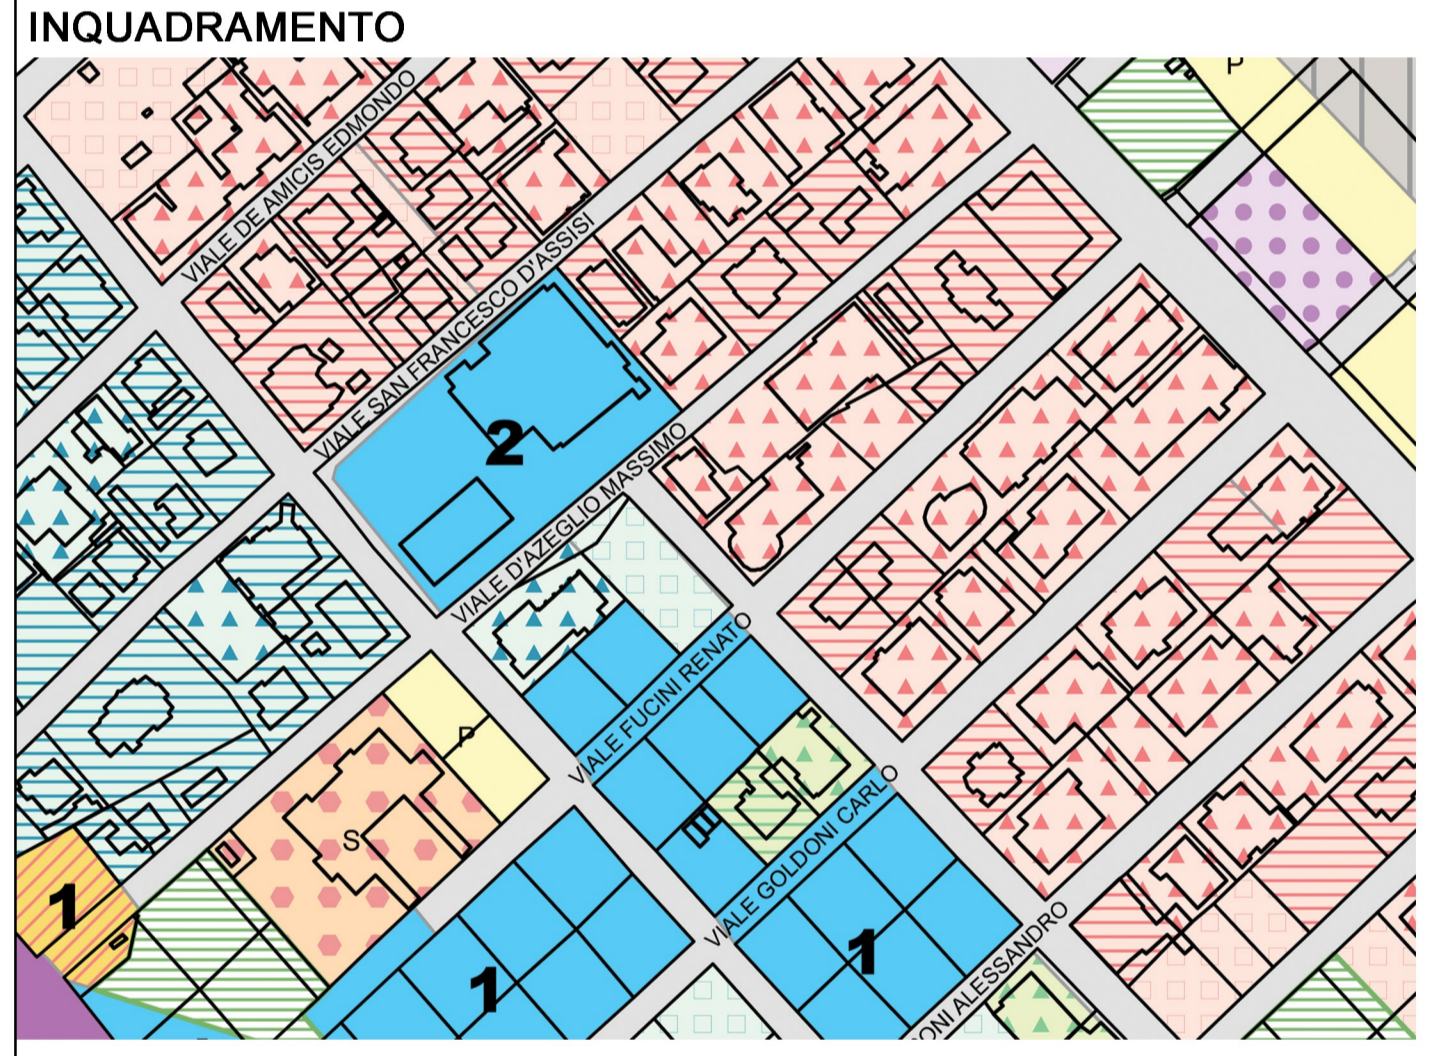 INQUADRAMENTO
P
VIALE DE AMICIS EDMONDO
VIALE SAN FRANCESCO D'ASSISI
2
VIALE D'AZEGLIO MASSIMO
VIALE FUCINI RENATO
P
VIALE GOLDONI CARLO
S
1
1
1
ONI ALESSANDRO